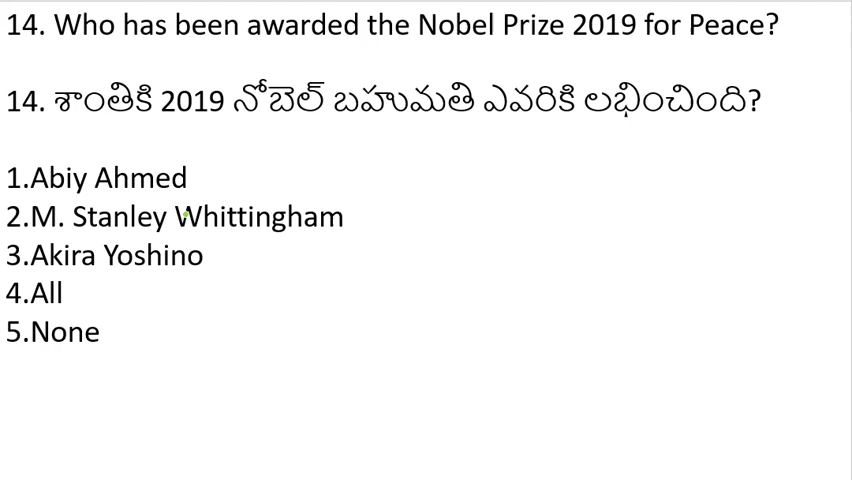 14. Who has been awarded the Nobel Prize 2019 for Peace?
14. శాంతికి 2019 నోబెల్ బహుమతి ఎవరికి లభించింది?
1.Abiy Ahmed
2.M. Stanley Whittingham
3.Akira Yoshino
4.All
5.None